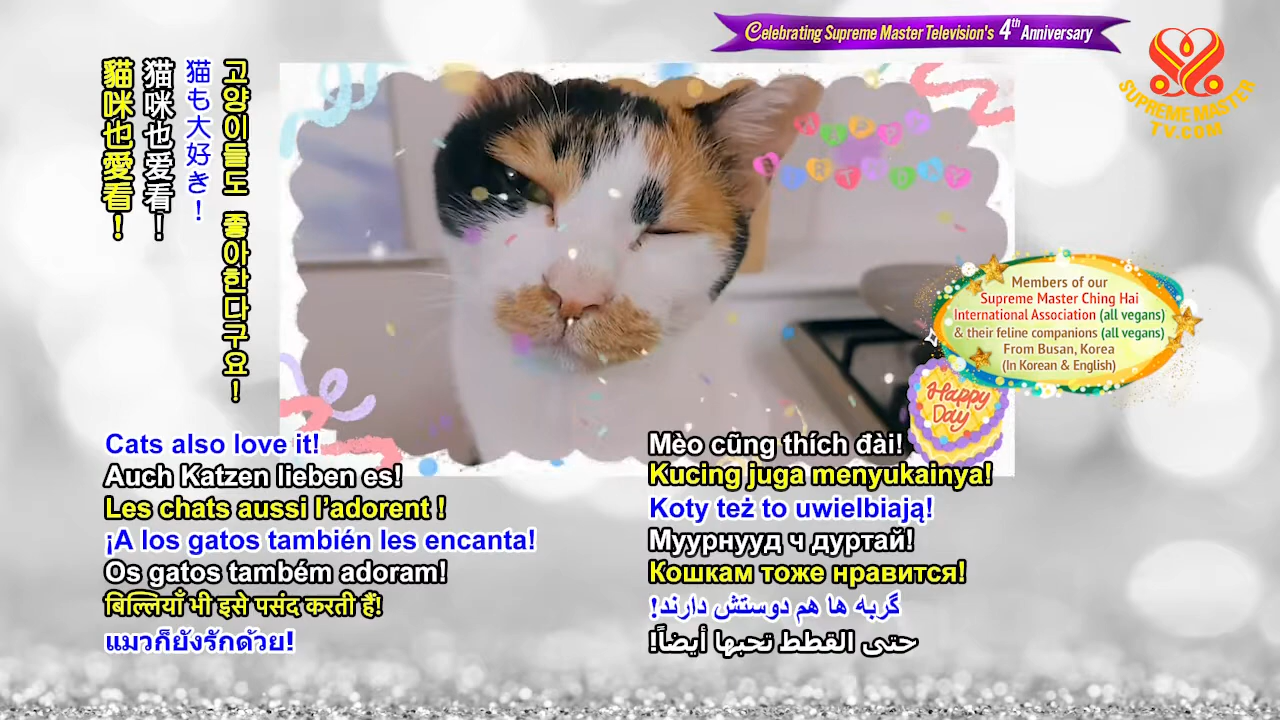 Celebrating Supreme Master Television's 4th Anniversary
SUPREME MASTER
TV.COM
貓咪也愛看！
猫咪也爱看！
猫も大好き！
고양이들도 좋아한다구요！
HAPPY
BIRTHDAY
Members of our
Supreme Master Ching Hai
International Association (all vegans)
& their feline companions (all vegans)
From Busan, Korea
(In Korean & English)
Happy
Day
Cats also love it!
Auch Katzen lieben es!
Les chats aussi l’adorent !
¡A los gatos también les encanta!
Os gatos também adoram!
बिल्लियाँ भी इसे पसंद करती हैं!
แมวก็ยังรักด้วย!
Mèo cũng thích đài!
Kucing juga menyukainya!
Koty też to uwielbiają!
Муурнууд ч дуртай!
Кошкам тоже нравится!
گربه ها هم دوستش دارند!
حتى القطط تحبها أيضاً!